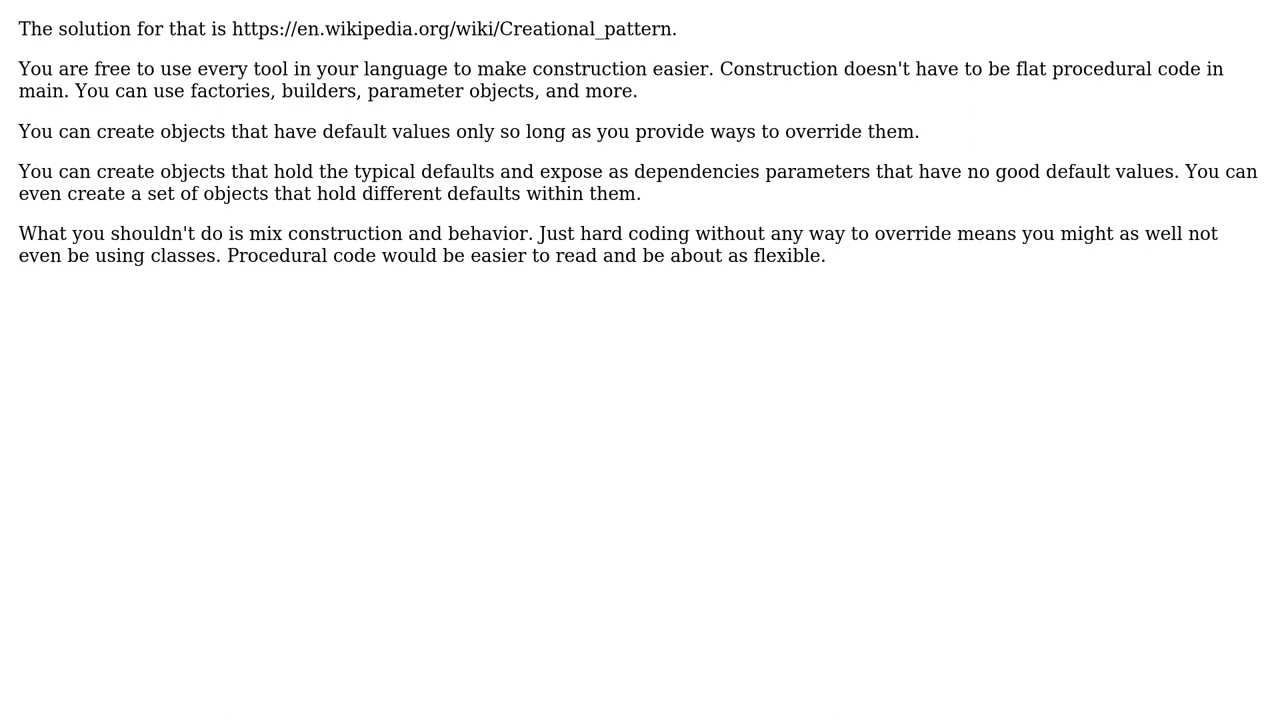 The solution for that is https://en.wikipedia.org/wiki/Creational_pattern.
You are free to use every tool in your language to make construction easier. Construction doesn't have to be flat procedural code in
main. You can use factories, builders, parameter objects, and more.
You can create objects that have default values only so long as you provide ways to override them.
You can create objects that hold the typical defaults and expose as dependencies parameters that have no good default values. You can
even create a set of objects that hold different defaults within them.
What you shouldn't do is mix construction and behavior. Just hard coding without any way to override means you might as well not
even be using classes. Procedural code would be easier to read and be about as flexible.